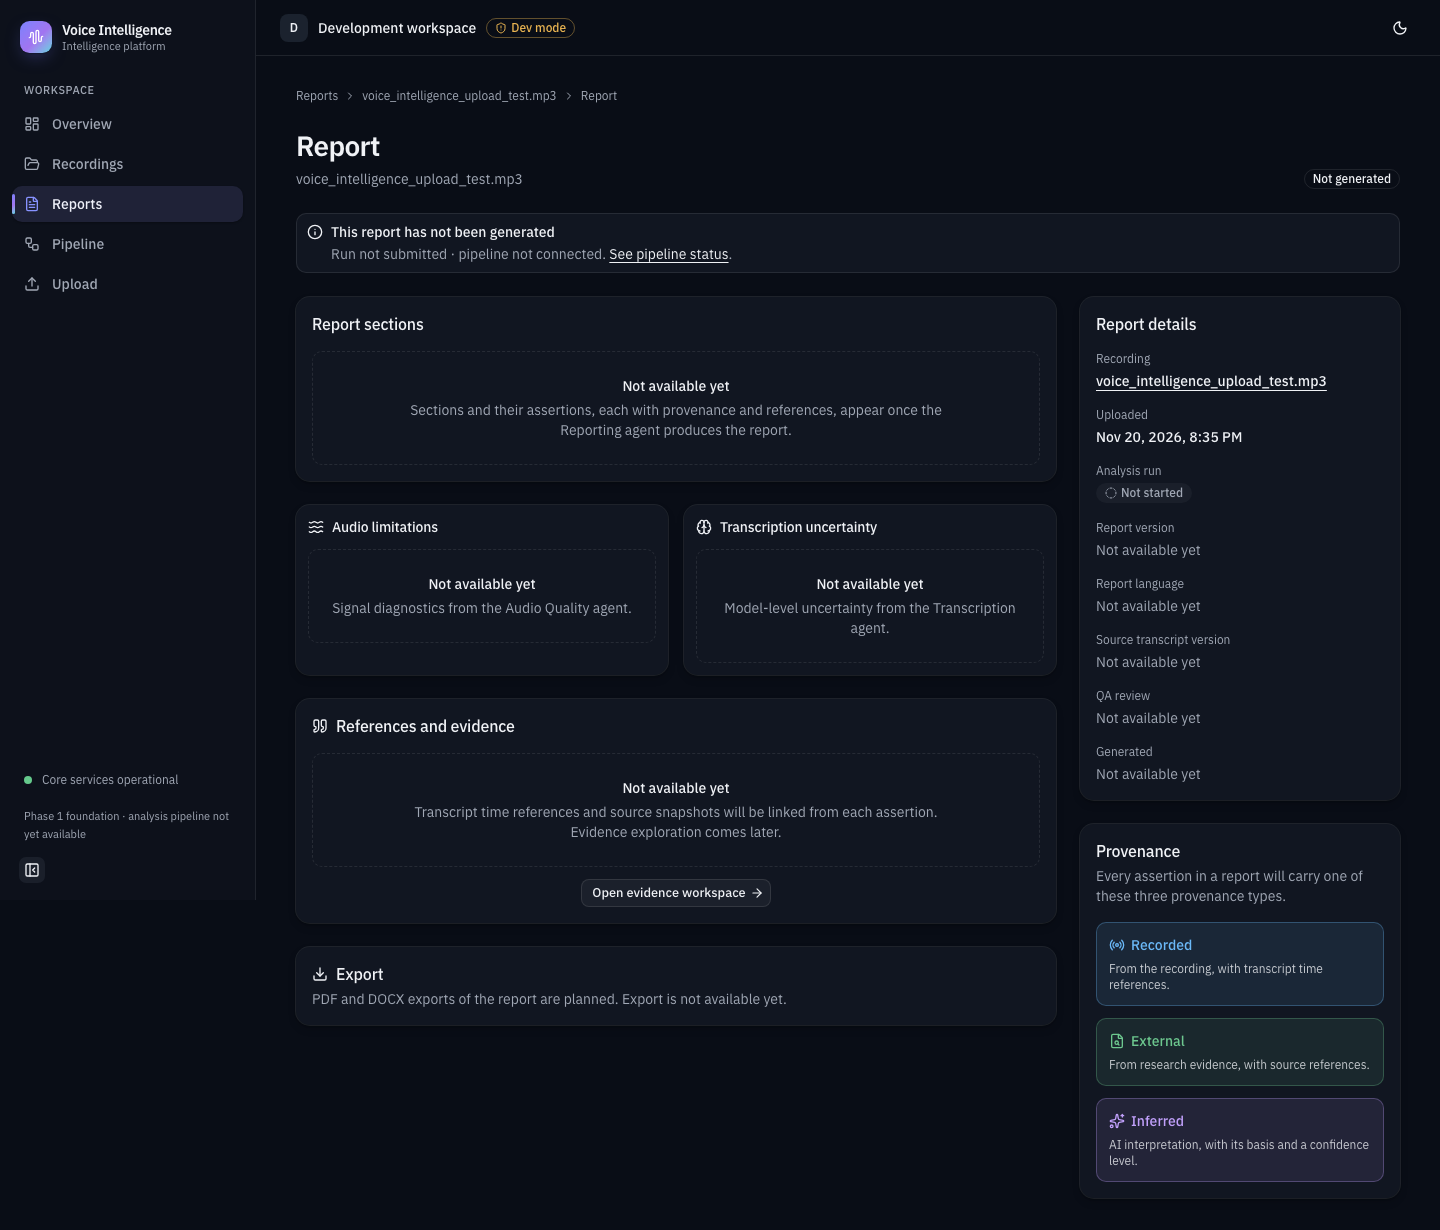 Voice Intelligence
Intelligence platform
WORKSPACE
Overview
Recordings
Reports
Pipeline
Upload
Core services operational
Phase 1 foundation · analysis pipeline not
yet available
D Development workspace Dev mode
Reports > voice_intelligence_upload_test.mp3 > Report
Report
voice_intelligence_upload_test.mp3
Not generated
This report has not been generated
Run not submitted · pipeline not connected. See pipeline status.
Report sections
Not available yet
Sections and their assertions, each with provenance and references, appear once the
Reporting agent produces the report.
Audio limitations
Not available yet
Signal diagnostics from the Audio Quality agent.
Transcription uncertainty
Not available yet
Model-level uncertainty from the Transcription
agent.
References and evidence
Not available yet
Transcript time references and source snapshots will be linked from each assertion.
Evidence exploration comes later.
Open evidence workspace →
Export
PDF and DOCX exports of the report are planned. Export is not available yet.
Report details
Recording
voice_intelligence_upload_test.mp3
Uploaded
Nov 20, 2026, 8:35 PM
Analysis run
Not started
Report version
Not available yet
Report language
Not available yet
Source transcript version
Not available yet
QA review
Not available yet
Generated
Not available yet
Provenance
Every assertion in a report will carry one of
these three provenance types.
Recorded
From the recording, with transcript time
references.
External
From research evidence, with source references.
Inferred
AI interpretation, with its basis and a confidence
level.